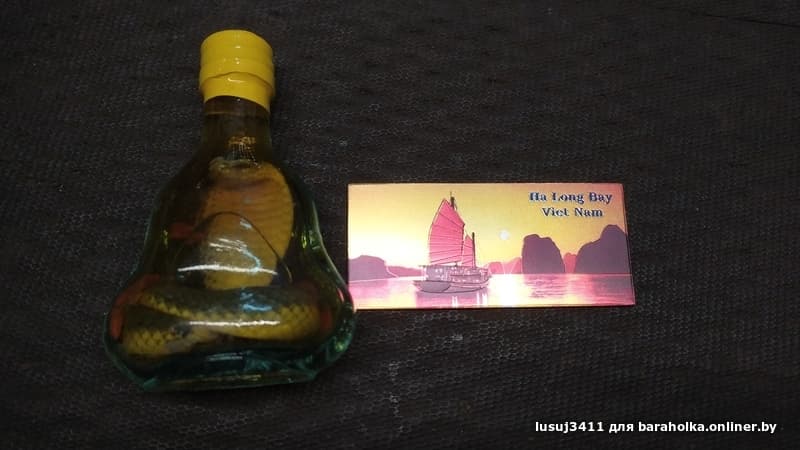 Ha Long Bay
Viet Nam
lusuj3411 для baraholka.onliner.by